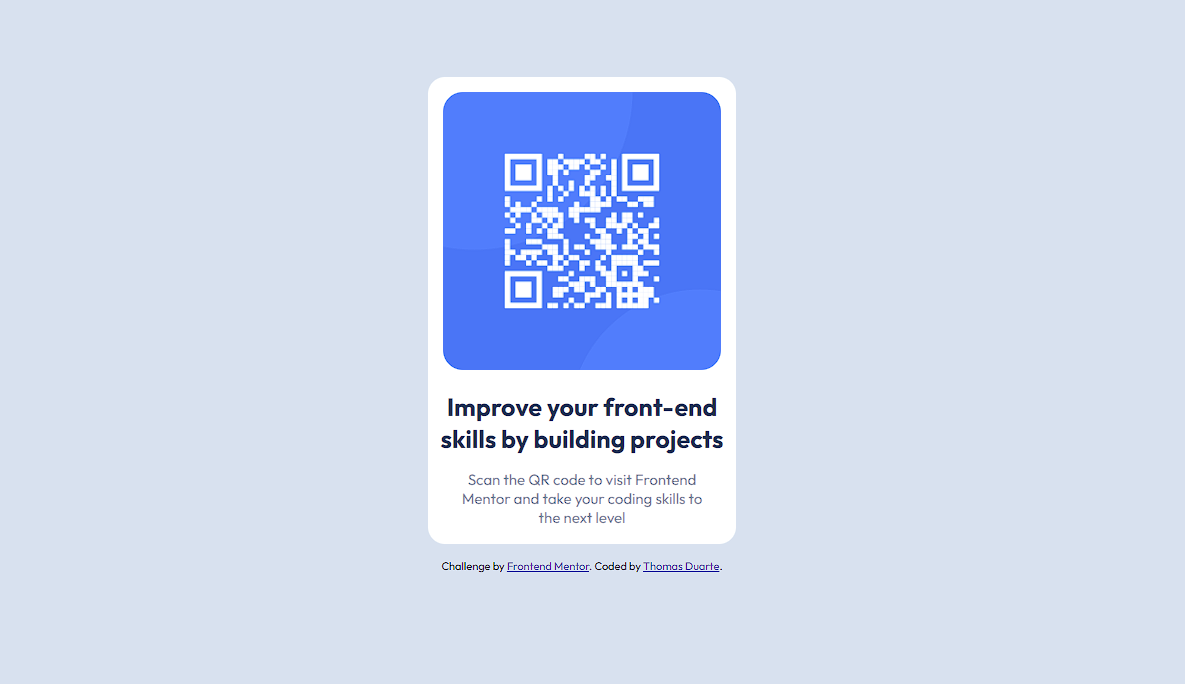 Improve your front-end
skills by building projects
Scan the QR code to visit Frontend
Mentor and take your coding skills to
the next level
Challenge by Frontend Mentor. Coded by Thomas Duarte.